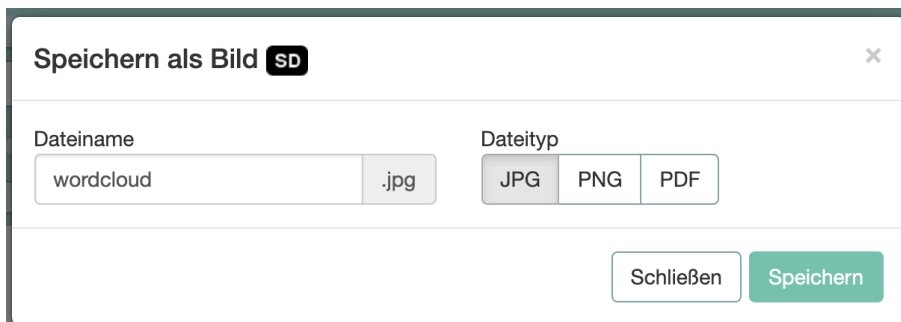 Speichern als Bild SD
×
Dateiname
Dateityp
wordcloud .jpg
JPG PNG PDF
Schließen Speichern